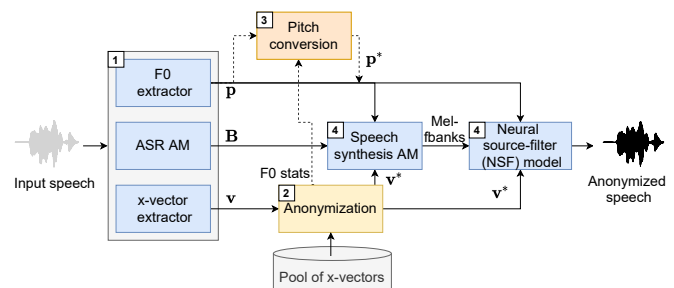 3
Pitch
conversion
p*
1
F0
extractor
p
ASR AM
B
4
Speech
synthesis AM
Mel-
fbanks
4
Neural
source-filter
(NSF) model
Input speech
Anonymized
speech
F0 stats
v*
x-vector
extractor
v
2
Anonymization
v*
Pool of x-vectors